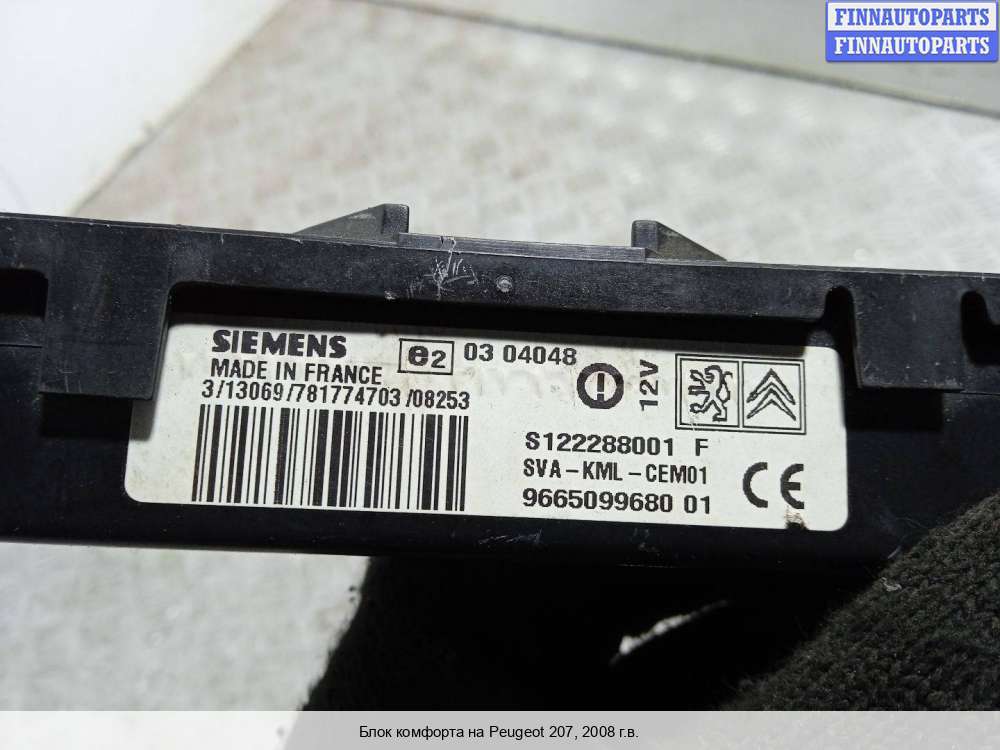 FINNAUTOPARTS
FINNAUTOPARTS
SIEMENS
MADE IN FRANCE
3/13069/781774703/08253
e2
03 04048
12V
S122288001 F
SVA-KML-CEM01
9665099680 01
CE
Блок комфорта на Peugeot 207, 2008 г.в.